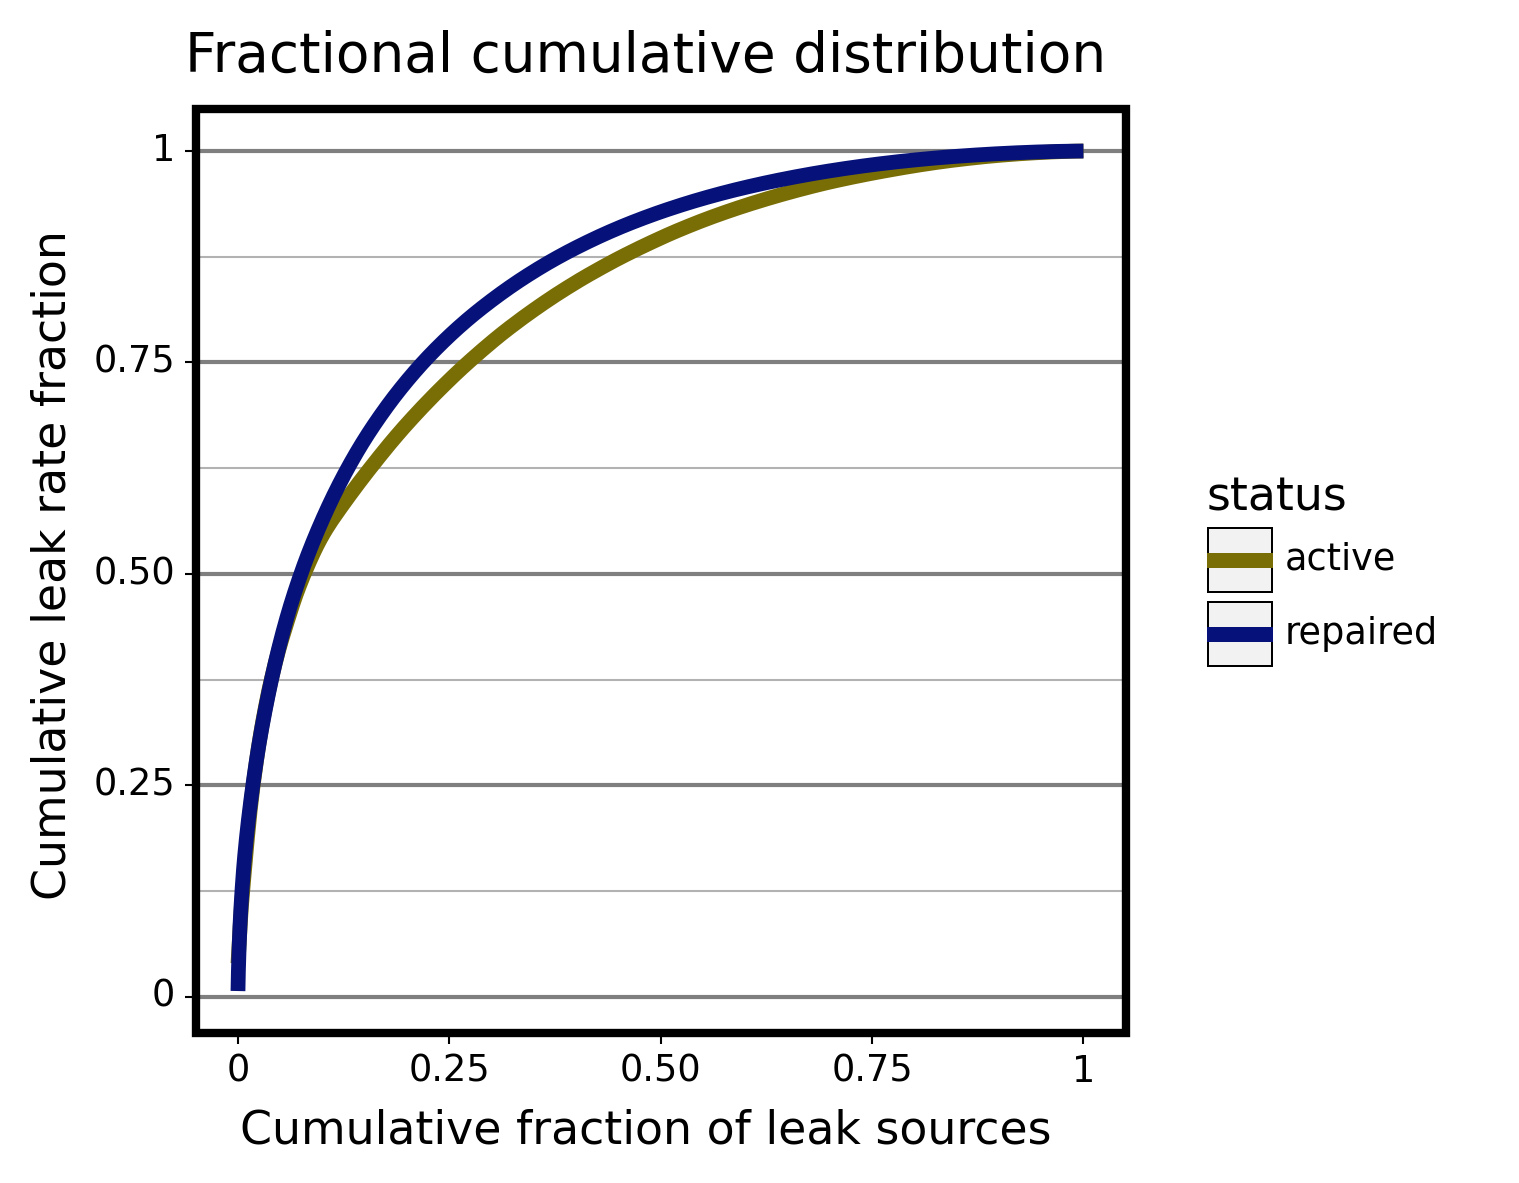 Fractional cumulative distribution
Cumulative leak rate fraction
1
0.75
0.50
0.25
0
0 0.25 0.50 0.75 1
Cumulative fraction of leak sources
status
active
repaired